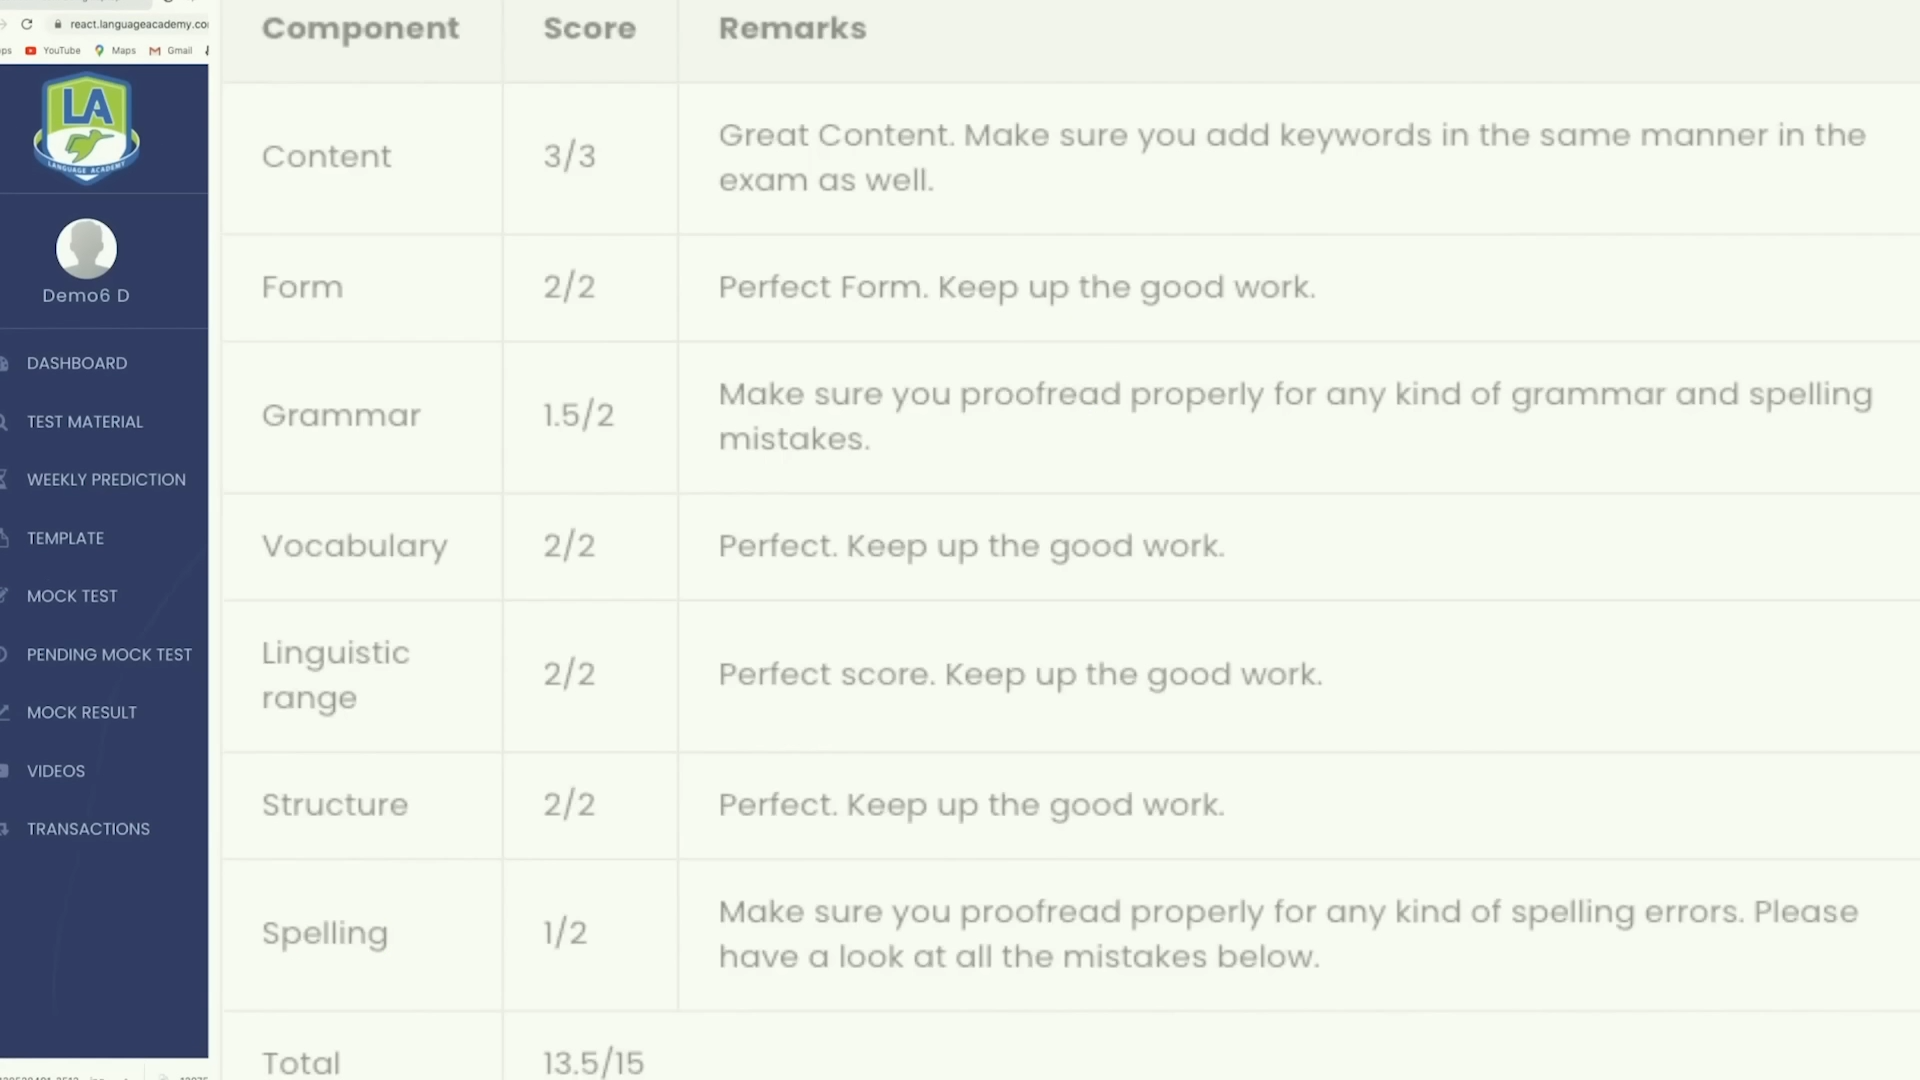 react.languageacademy.co
YouTube
Maps
Gmail
LA
LANGUAGE ACADEMY
Demo6 D
DASHBOARD
TEST MATERIAL
WEEKLY PREDICTION
TEMPLATE
MOCK TEST
PENDING MOCK TEST
MOCK RESULT
VIDEOS
TRANSACTIONS
Component Score Remarks
Content 3/3 Great Content. Make sure you add keywords in the same manner in the
exam as well.
Form 2/2 Perfect Form. Keep up the good work.
Grammar 1.5/2 Make sure you proofread properly for any kind of grammar and spelling
mistakes.
Vocabulary 2/2 Perfect. Keep up the good work.
Linguistic
range 2/2 Perfect score. Keep up the good work.
Structure 2/2 Perfect. Keep up the good work.
Spelling 1/2 Make sure you proofread properly for any kind of spelling errors. Please
have a look at all the mistakes below.
Total 13.5/15